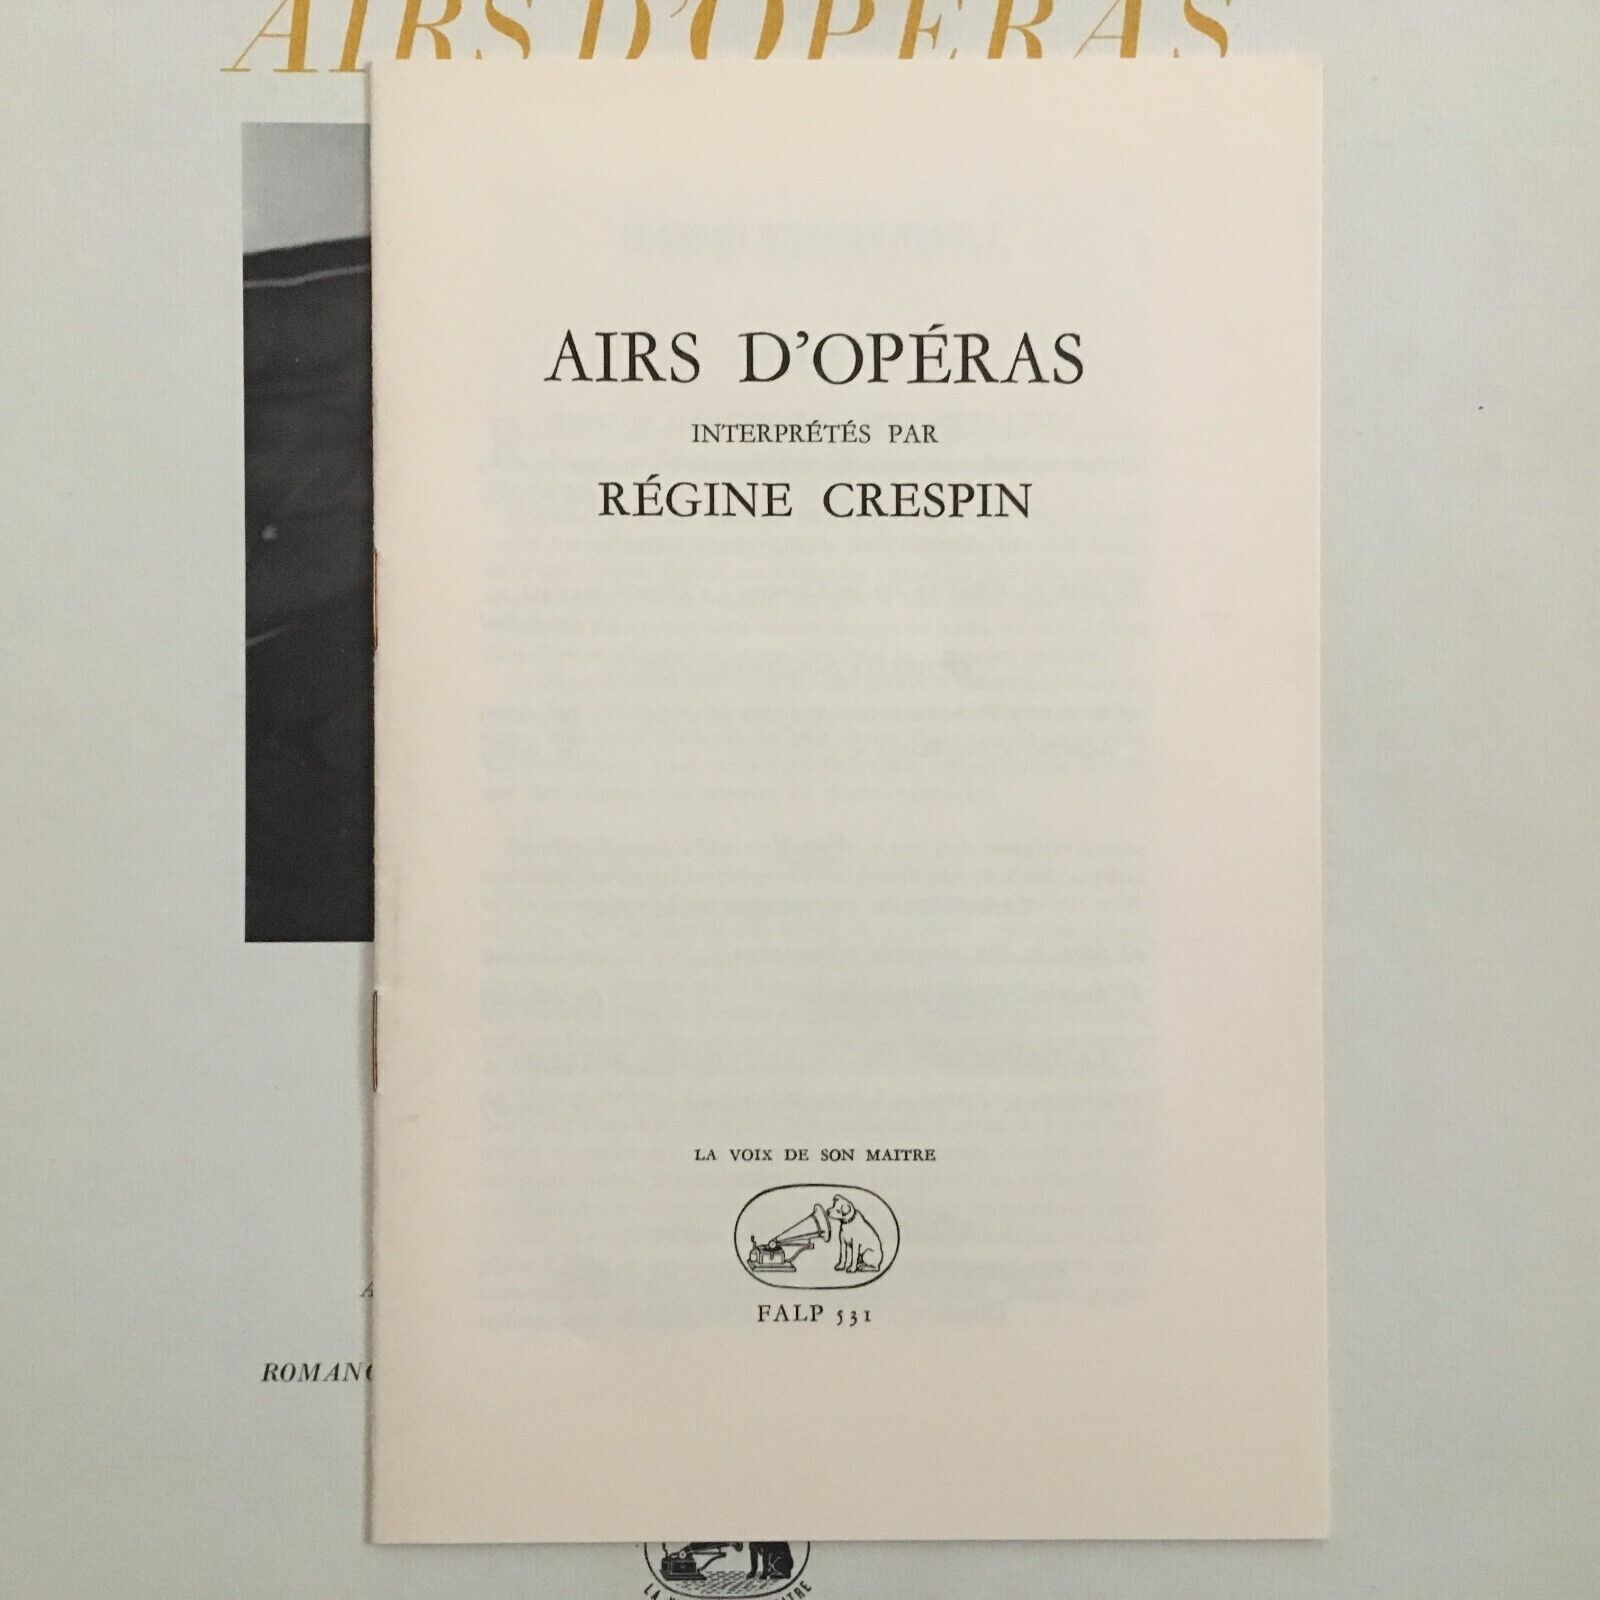 AIRS D'OPÉRAS
AIRS D'OPÉRAS
INTERPRÉTÉS PAR
RÉGINE CRESPIN
LA VOIX DE SON MAITRE
FALP 531